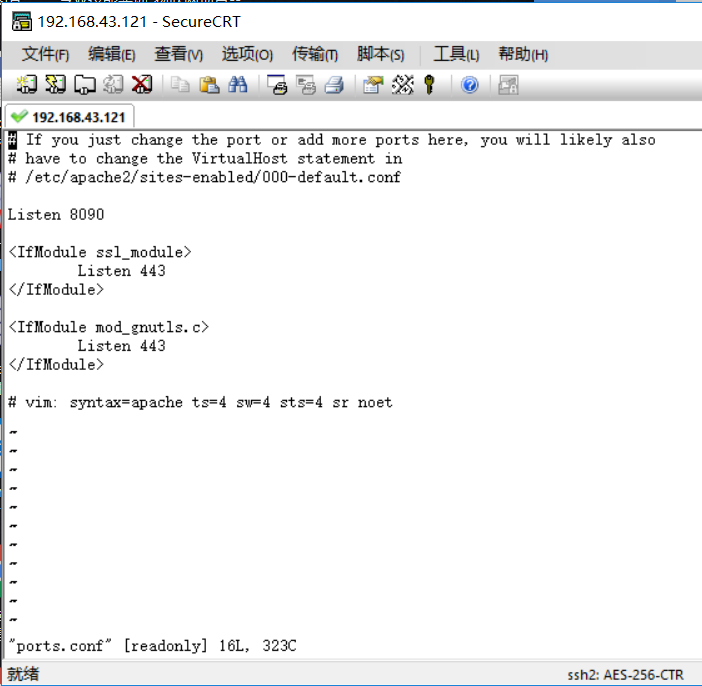 192.168.43.121 - SecureCRT
文件(F) 编辑(E) 查看(V) 选项(O) 传输(T) 脚本(S) 工具(L) 帮助(H)
192.168.43.121
# If you just change the port or add more ports here, you will likely also
# have to change the VirtualHost statement in
# /etc/apache2/sites-enabled/000-default.conf
Listen 8090
<IfModule ssl_module>
Listen 443
</IfModule>
<IfModule mod_gnutls.c>
Listen 443
</IfModule>
# vim: syntax=apache ts=4 sw=4 sts=4 sr noet
~
~
~
~
~
~
~
~
~
~
~
"ports.conf" [readonly] 16L, 323C
就绪 ssh2: AES-256-CTR